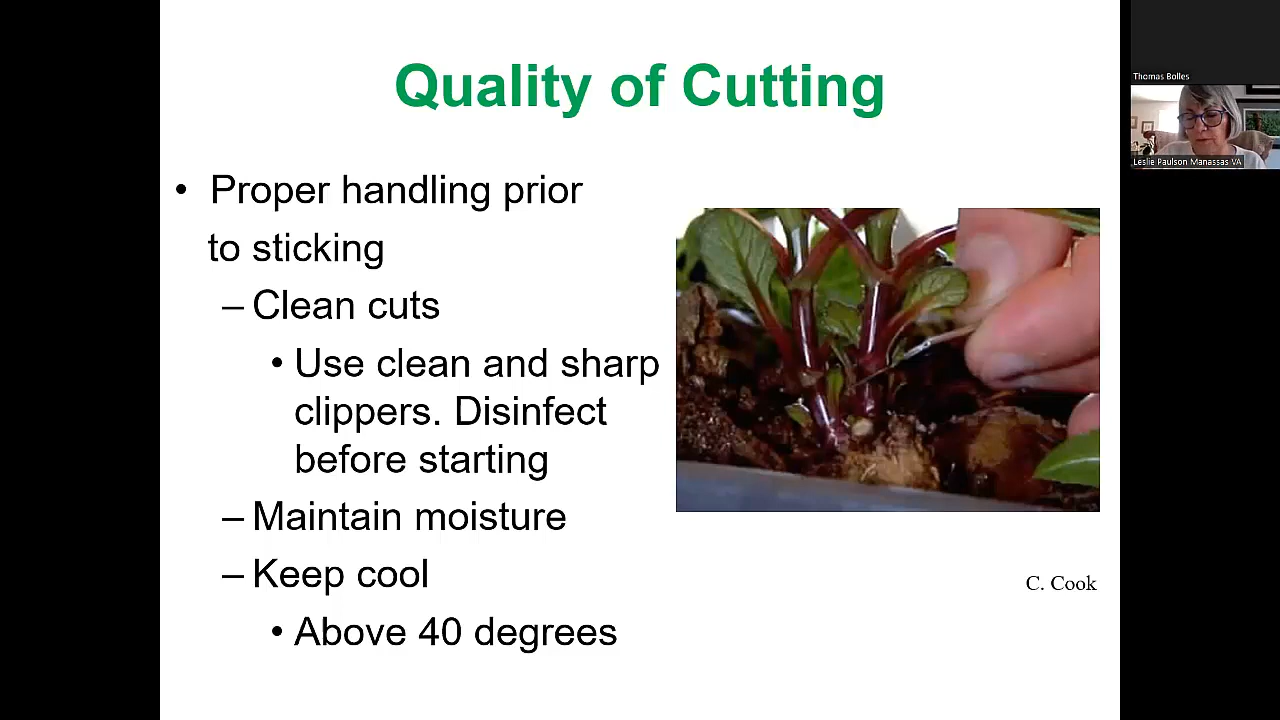 Quality of Cutting
• Proper handling prior
to sticking
– Clean cuts
• Use clean and sharp
clippers. Disinfect
before starting
– Maintain moisture
– Keep cool
• Above 40 degrees
C. Cook
Thomas Bolles
Leslie Paulson Manassas VA